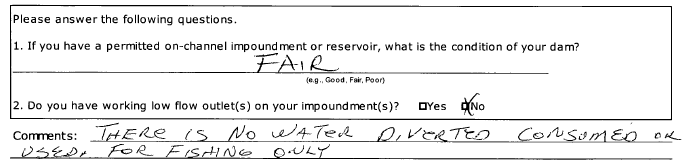 Please answer the following questions.
1. If you have a permitted on-channel impoundment or reservoir, what is the condition of your dam?
FAIR
(e.g., Good, Fair, Poor)
2. Do you have working low flow outlet(s) on your impoundment(s)? ☐Yes ☒No
Comments: THERE IS NO WATER DIVERTED CONSUMED OR
USED. FOR FISHING ONLY